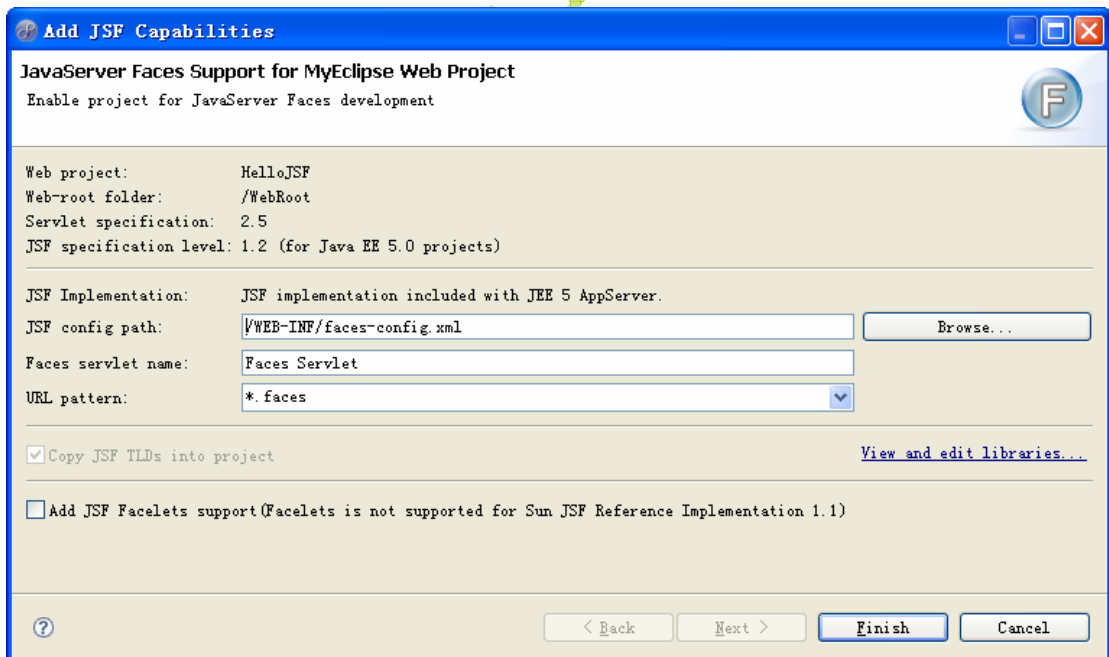 Add JSF Capabilities
JavaServer Faces Support for MyEclipse Web Project
Enable project for JavaServer Faces development
F
Web project: HelloJSF
Web-root folder: /WebRoot
Servlet specification: 2.5
JSF specification level: 1.2 (for Java EE 5.0 projects)
JSF Implementation: JSF implementation included with JEE 5 AppServer.
JSF config path: /WEB-INF/faces-config.xml Browse...
Faces servlet name: Faces Servlet
URL pattern: *.faces
Copy JSF TLDs into project View and edit libraries...
Add JSF Facelets support(Facelets is not supported for Sun JSF Reference Implementation 1.1)
? < Back Next > Finish Cancel